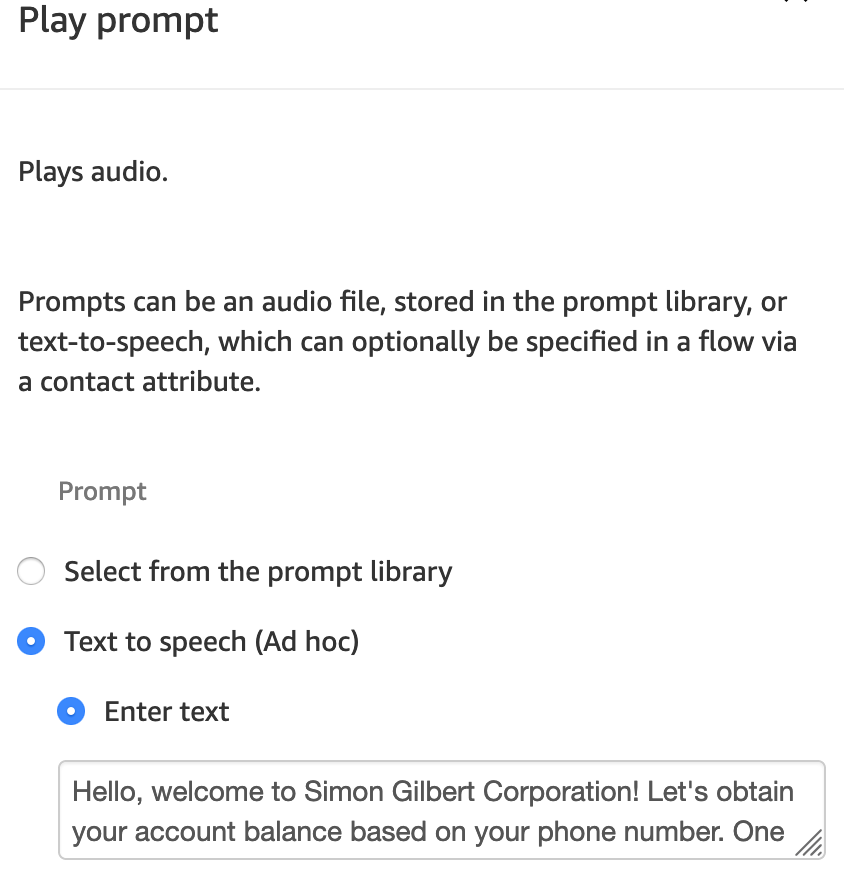 Play prompt
Plays audio.
Prompts can be an audio file, stored in the prompt library, or
text-to-speech, which can optionally be specified in a flow via
a contact attribute.
Prompt
Select from the prompt library
Text to speech (Ad hoc)
Enter text
Hello, welcome to Simon Gilbert Corporation! Let's obtain
your account balance based on your phone number. One